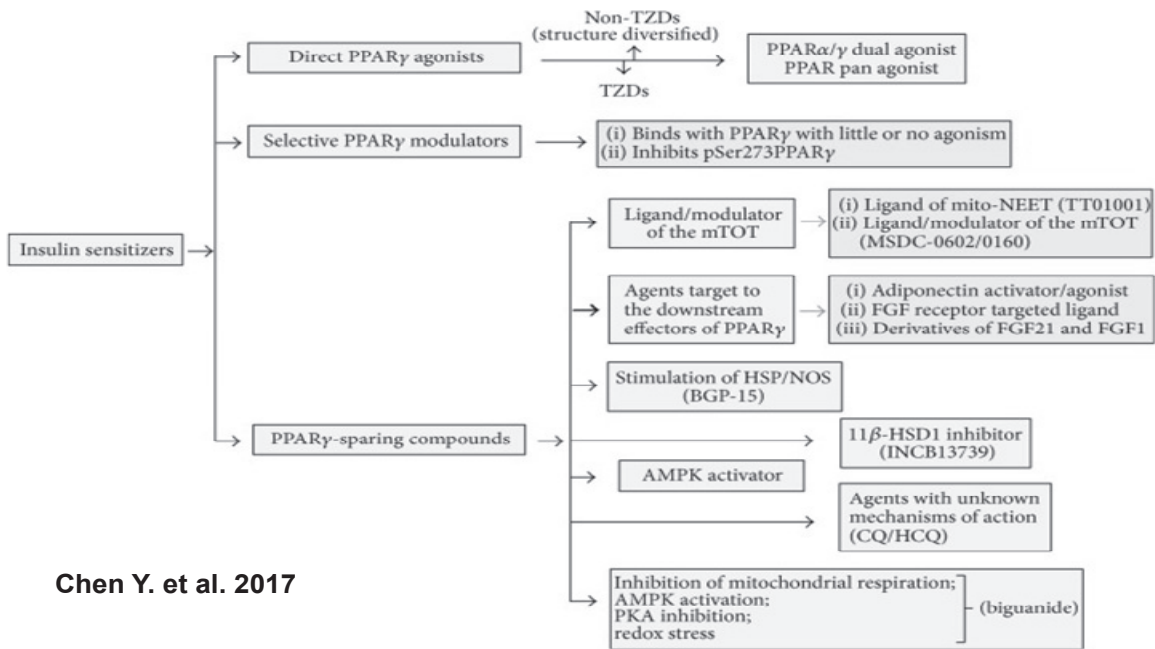 Non-TZDs
(structure diversified)
Direct PPARγ agonists
TZDs
PPARα/γ dual agonist
PPAR pan agonist
Selective PPARγ modulators
(i) Binds with PPARγ with little or no agonism
(ii) Inhibits pSer273PPARγ
Insulin sensitizers
Ligand/modulator
of the mTOT
(i) Ligand of mito-NEET (TT01001)
(ii) Ligand/modulator of the mTOT
(MSDC-0602/0160)
Agents target to
the downstream
effectors of PPARγ
(i) Adiponectin activator/agonist
(ii) FGF receptor targeted ligand
(iii) Derivatives of FGF21 and FGF1
Stimulation of HSP/NOS
(BGP-15)
PPARγ-sparing compounds
11β-HSD1 inhibitor
(INCB13739)
AMPK activator
Agents with unknown
mechanisms of action
(CQ/HCQ)
Inhibition of mitochondrial respiration;
AMPK activation;
PKA inhibition;
redox stress
(biguanide)
Chen Y. et al. 2017